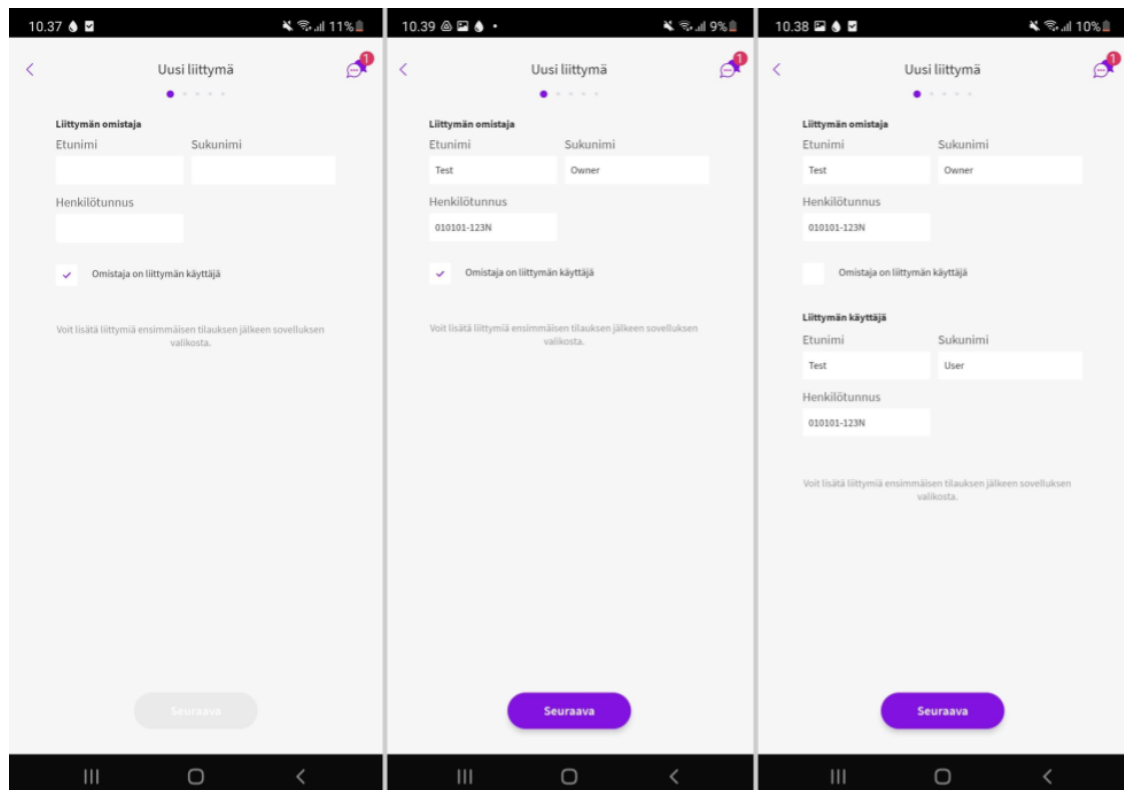 10.37
11%
Uusi liittymä
1
Liittymän omistaja
Etunimi Sukunimi
Henkilötunnus
Omistaja on liittymän käyttäjä
Voit lisätä liittymiä ensimmäisen tilauksen jälkeen sovelluksen
valikosta.
Seuraava
10.39
9%
Uusi liittymä
1
Liittymän omistaja
Etunimi Sukunimi
Test Owner
Henkilötunnus
010101-123N
Omistaja on liittymän käyttäjä
Voit lisätä liittymiä ensimmäisen tilauksen jälkeen sovelluksen
valikosta.
Seuraava
10.38
10%
Uusi liittymä
1
Liittymän omistaja
Etunimi Sukunimi
Test Owner
Henkilötunnus
010101-123N
Omistaja on liittymän käyttäjä
Liittymän käyttäjä
Etunimi Sukunimi
Test User
Henkilötunnus
010101-123N
Voit lisätä liittymiä ensimmäisen tilauksen jälkeen sovelluksen
valikosta.
Seuraava